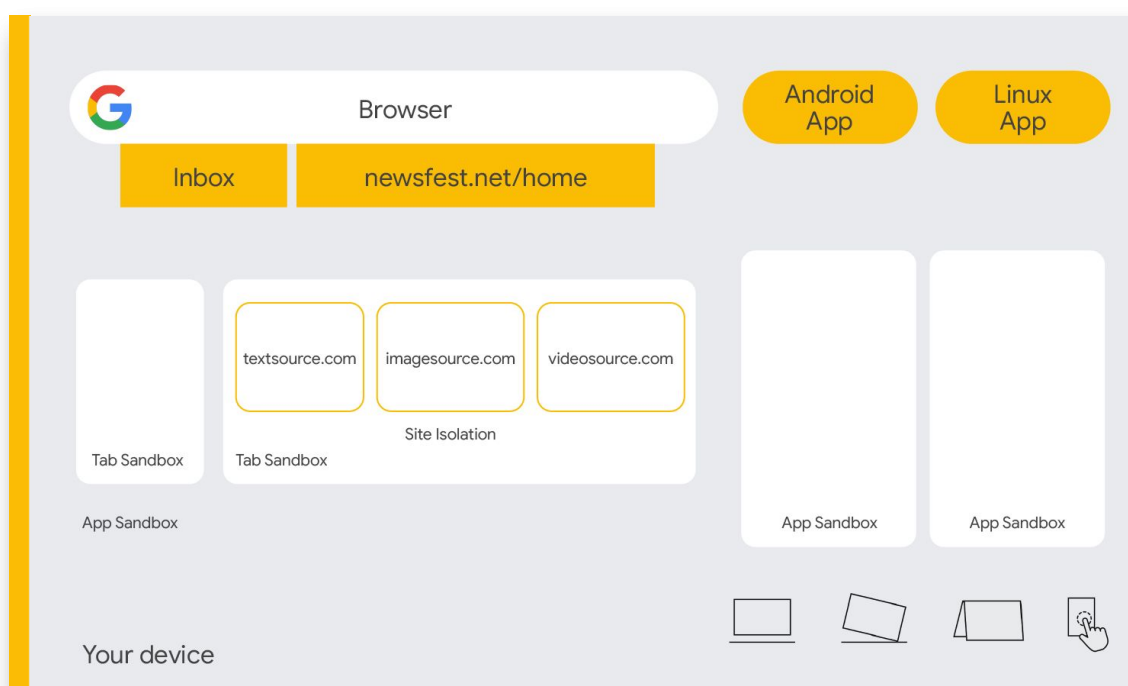 Browser
Android
App
Linux
App
Inbox
newsfest.net/home
textsource.com
imagesource.com
videosource.com
Site Isolation
Tab Sandbox
Tab Sandbox
App Sandbox
App Sandbox
App Sandbox
Your device